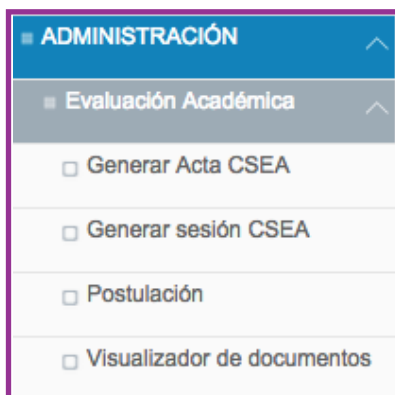 ADMINISTRACIÓN
Evaluación Académica
Generar Acta CSEA
Generar sesión CSEA
Postulación
Visualizador de documentos